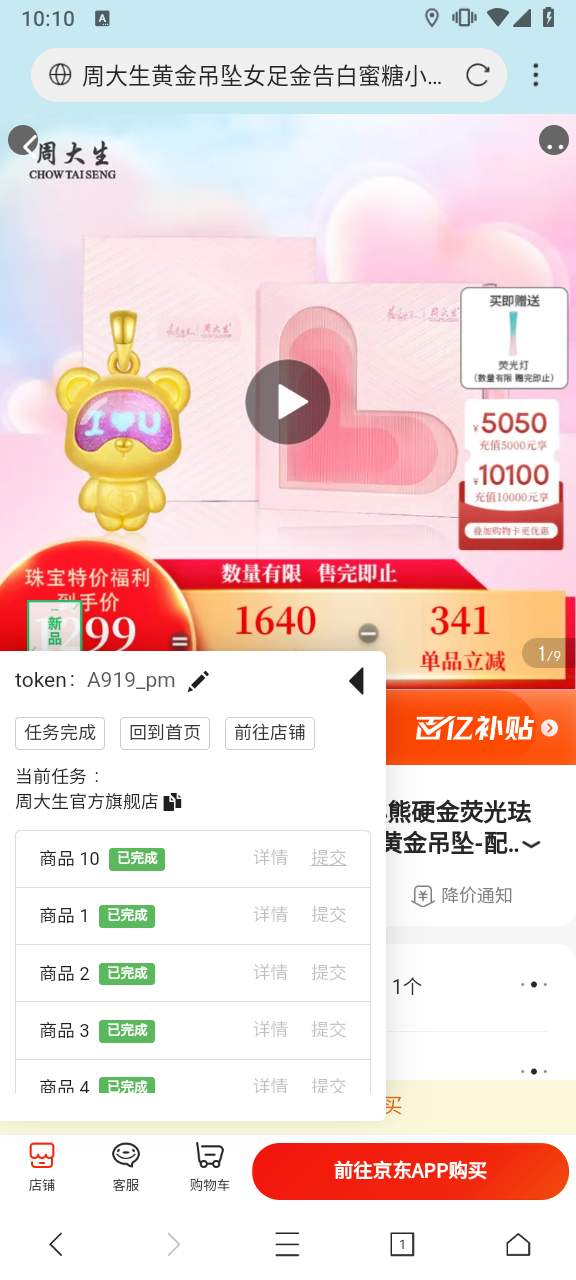 10:10
A
周大生黄金吊坠女足金告白蜜糖小...
周大生
CHOW TAI SENG
周大生
周大生
买即赠送
荧光灯
(数量有限 赠完即止)
I U
¥5050
充值5000元享
¥10100
充值10000元享
叠加购物卡更优惠
珠宝特价福利
到手价
数量有限 售完即止
新品
1299
=
1640
-
341
单品立减
1/9
token： A919_pm
任务完成
回到首页
前往店铺
百亿补贴
当前任务：
周大生官方旗舰店
熊硬金荧光珐
黄金吊坠-配..
商品 10 已完成 详情 提交
降价通知
商品 1 已完成 详情 提交
商品 2 已完成 详情 提交
1个
商品 3 已完成 详情 提交
商品 4 已完成 详情 提交
买
店铺
客服
购物车
前往京东APP购买
1